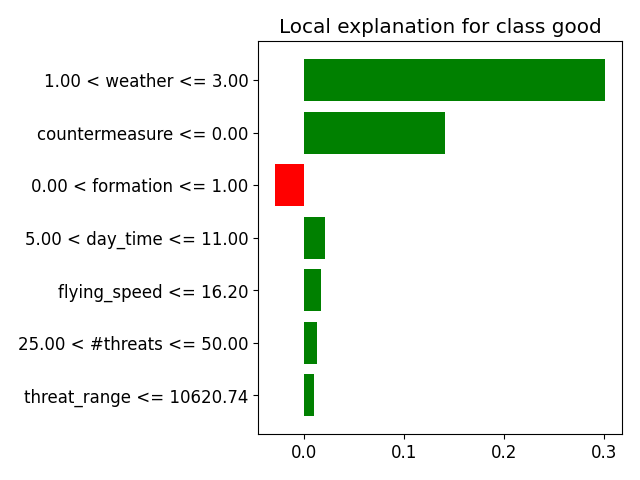 Local explanation for class good
1.00 < weather <= 3.00
countermeasure <= 0.00
0.00 < formation <= 1.00
5.00 < day_time <= 11.00
flying_speed <= 16.20
25.00 < #threats <= 50.00
threat_range <= 10620.74
0.0 0.1 0.2 0.3